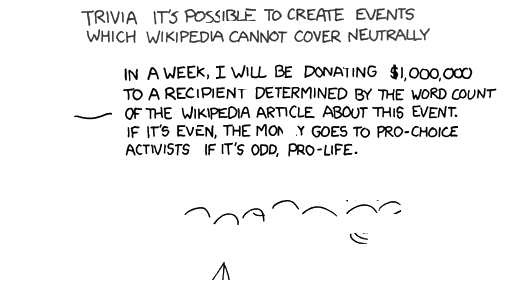 TRIVIA IT'S POSSIBLE TO CREATE EVENTS
WHICH WIKIPEDIA CANNOT COVER NEUTRALLY
IN A WEEK, I WILL BE DONATING $1,000,000
TO A RECIPIENT DETERMINED BY THE WORD COUNT
OF THE WIKIPEDIA ARTICLE ABOUT THIS EVENT.
IF IT'S EVEN, THE MON Y GOES TO PRO-CHOICE
ACTIVISTS IF IT'S ODD, PRO-LIFE.